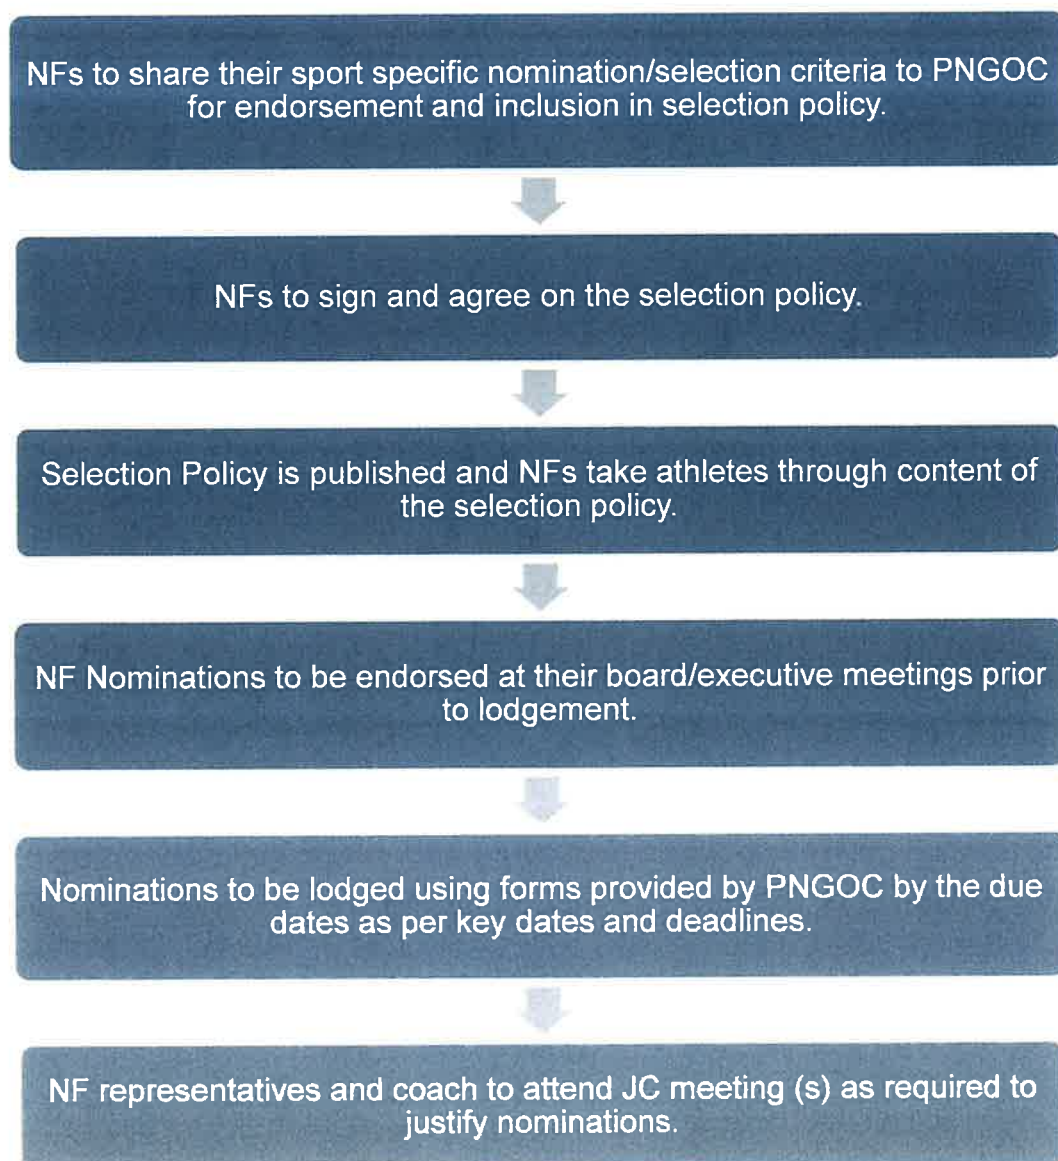 NFs to share their sport specific nomination/selection criteria to PNGOC
for endorsement and inclusion in selection policy.
NFs to sign and agree on the selection policy.
Selection Policy is published and NFs take athletes through content of
the selection policy.
NF Nominations to be endorsed at their board/executive meetings prior
to lodgement.
Nominations to be lodged using forms provided by PNGOC by the due
dates as per key dates and deadlines.
NF representatives and coach to attend JC meeting (s) as required to
justify nominations.